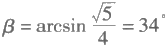 β = arcsin √5/4 = 34°